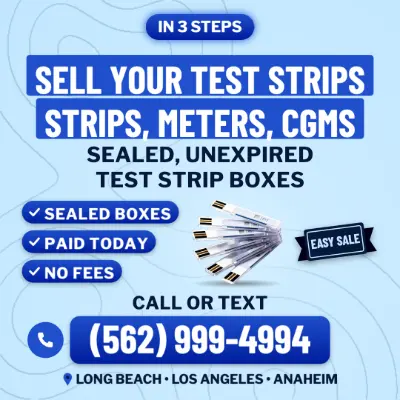 IN 3 STEPS
SELL YOUR TEST STRIPS
STRIPS, METERS, CGMS
SEALED, UNEXPIRED
TEST STRIP BOXES
SEALED BOXES
PAID TODAY
NO FEES
EASY SALE
CALL OR TEXT
(562) 999-4994
LONG BEACH • LOS ANGELES • ANAHEIM